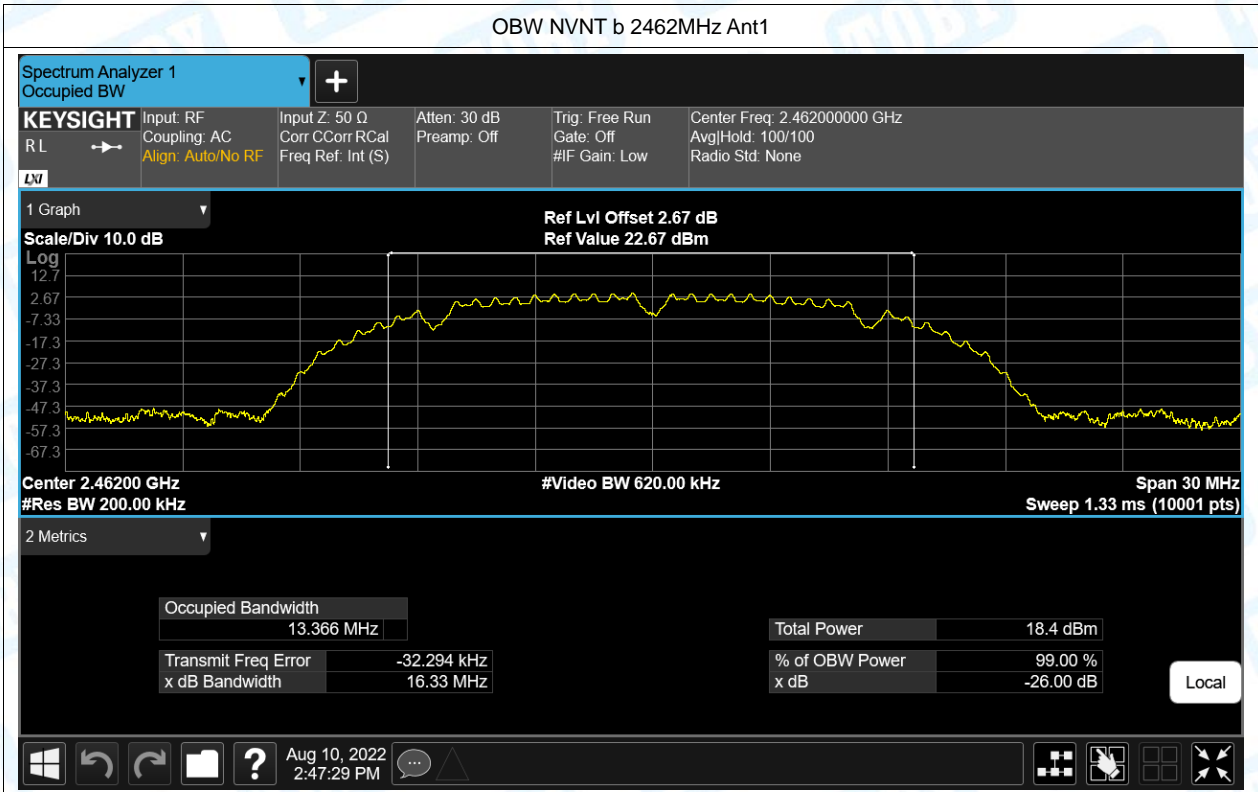 OBW NVNT b 2462MHz Ant1
Spectrum Analyzer 1
Occupied BW
KEYSIGHT
R L
LXI
Input: RF
Coupling: AC
Align: Auto/No RF
Input Z: 50 Ω
Corr CCorr RCal
Freq Ref: Int (S)
Atten: 30 dB
Preamp: Off
Trig: Free Run
Gate: Off
#IF Gain: Low
Center Freq: 2.462000000 GHz
Avg|Hold: 100/100
Radio Std: None
1 Graph
Scale/Div 10.0 dB
Ref Lvl Offset 2.67 dB
Ref Value 22.67 dBm
Log
12.7
2.67
-7.33
-17.3
-27.3
-37.3
-47.3
-57.3
-67.3
Center 2.46200 GHz
#Video BW 620.00 kHz
Span 30 MHz
#Res BW 200.00 kHz
Sweep 1.33 ms (10001 pts)
2 Metrics
Occupied Bandwidth
13.366 MHz
Total Power 18.4 dBm
Transmit Freq Error -32.294 kHz
% of OBW Power 99.00 %
x dB Bandwidth 16.33 MHz
x dB -26.00 dB
Local
?
Aug 10, 2022
2:47:29 PM